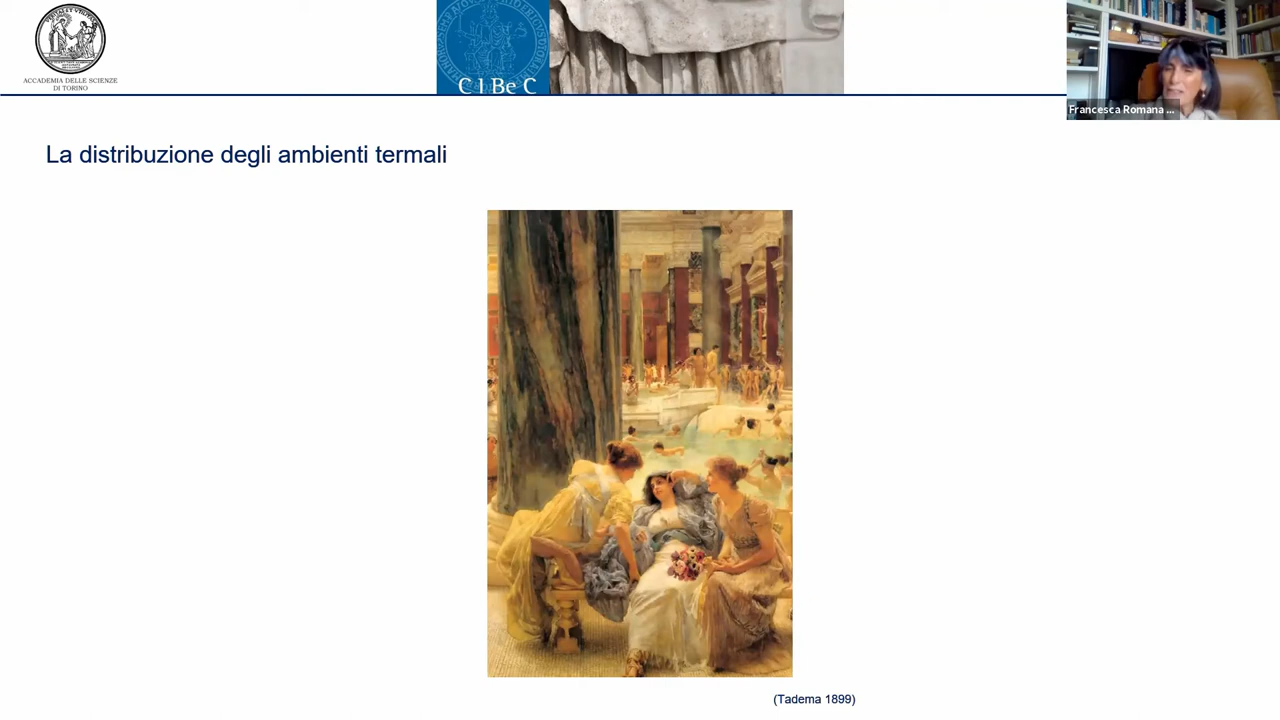 ACCADEMIA DELLE SCIENZE
DI TORINO
C I Be C
Francesca Romana ...
La distribuzione degli ambienti termali
(Tadema 1899)